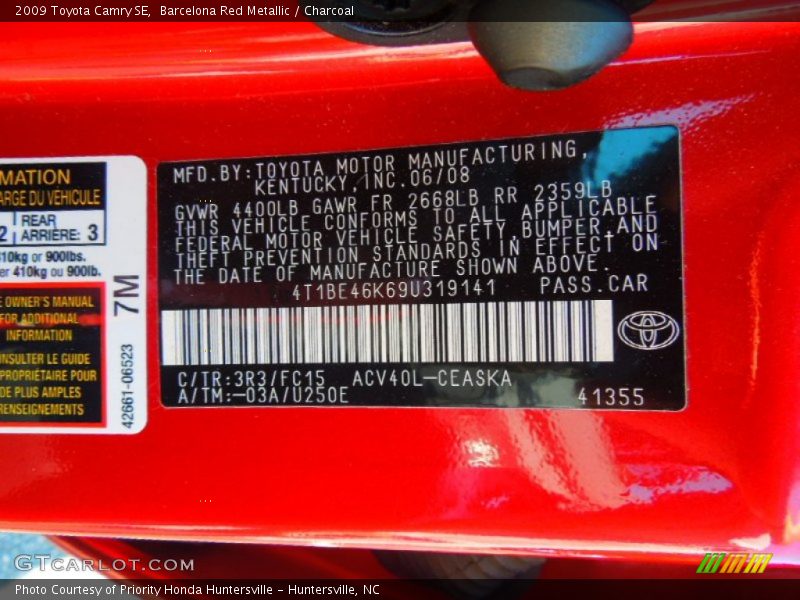 2009 Toyota Camry SE,  Barcelona Red Metallic / Charcoal
MATION
ARGE DU VÉHICULE
2 REAR 3
ARRIÈRE:
410kg or 900lbs.
er 410kg ou 900lb.
E OWNER'S MANUAL
FOR ADDITIONAL
INFORMATION
ONSULTER LE GUIDE
PROPRIÉTAIRE POUR
DE PLUS AMPLES
RENSEIGNEMENTS
7M
42661-06523
MFD.BY:TOYOTA MOTOR MANUFACTURING,
KENTUCKY,INC.06/08
GVWR 4400LB GAWR FR 2668LB RR 2359LB
THIS VEHICLE CONFORMS TO ALL APPLICABLE
FEDERAL MOTOR VEHICLE SAFETY,BUMPER,AND
THEFT PREVENTION STANDARDS IN EFFECT ON
THE DATE OF MANUFACTURE SHOWN ABOVE.
4T1BE46K69U319141 PASS.CAR
C/TR:3R3/FC15 ACV40L-CEASKA
A/TM:-03A/U250E 41355
GTCARLOT.COM
Photo Courtesy of Priority Honda Huntersville – Huntersville, NC